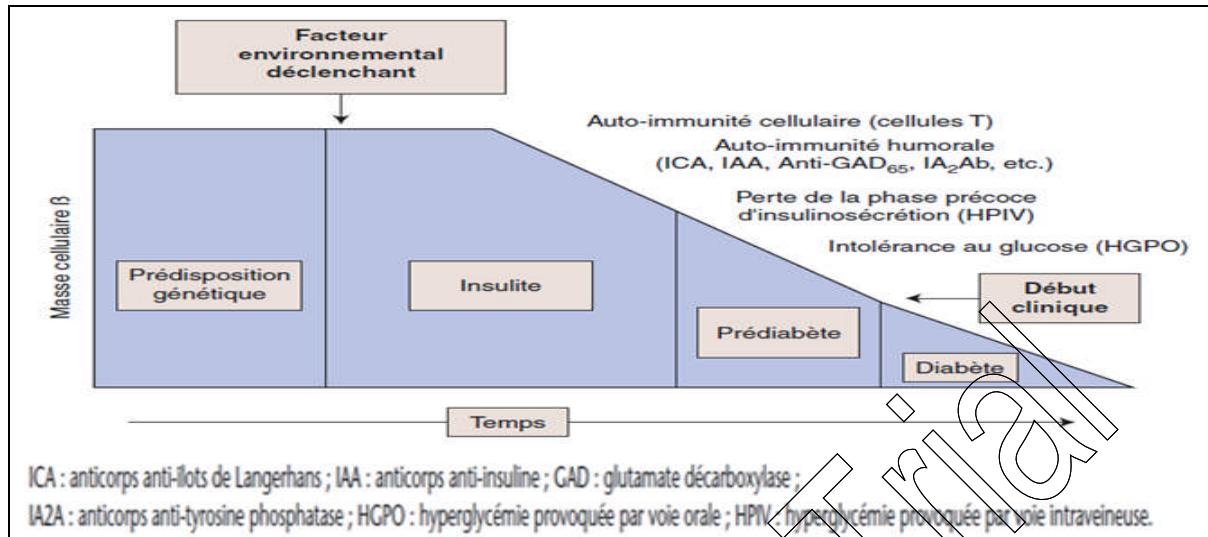 Facteur
environnemental
déclenchant
Auto-immunité cellulaire (cellules T)
Auto-immunité humorale
(ICA, IAA, Anti-GAD65, IA2Ab, etc.)
Perte de la phase précoce
d'insulinosécrétion (HPIV)
Intolérance au glucose (HGPO)
Masse cellulaire ß
Prédisposition
génétique
Insulite
Prédiabète
Début
clinique
Diabète
Temps
ICA : anticorps anti-îlots de Langerhans ; IAA : anticorps anti-insuline ; GAD : glutamate décarboxylase ;
IA2A : anticorps anti-tyrosine phosphatase ; HGPO : hyperglycémie provoquée par voie orale ; HPIV : hyperglycémie provoquée par voie intraveineuse.
Trial